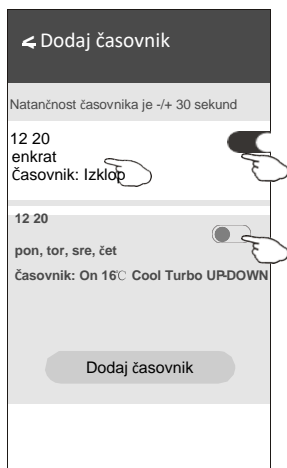 Dodaj časovnik
Natančnost časovnika je -/+ 30 sekund
12 20
enkrat
časovnik: Izklop
12 20
pon, tor, sre, čet
časovnik: On 16℃ Cool Turbo UP-DOWN
Dodaj časovnik